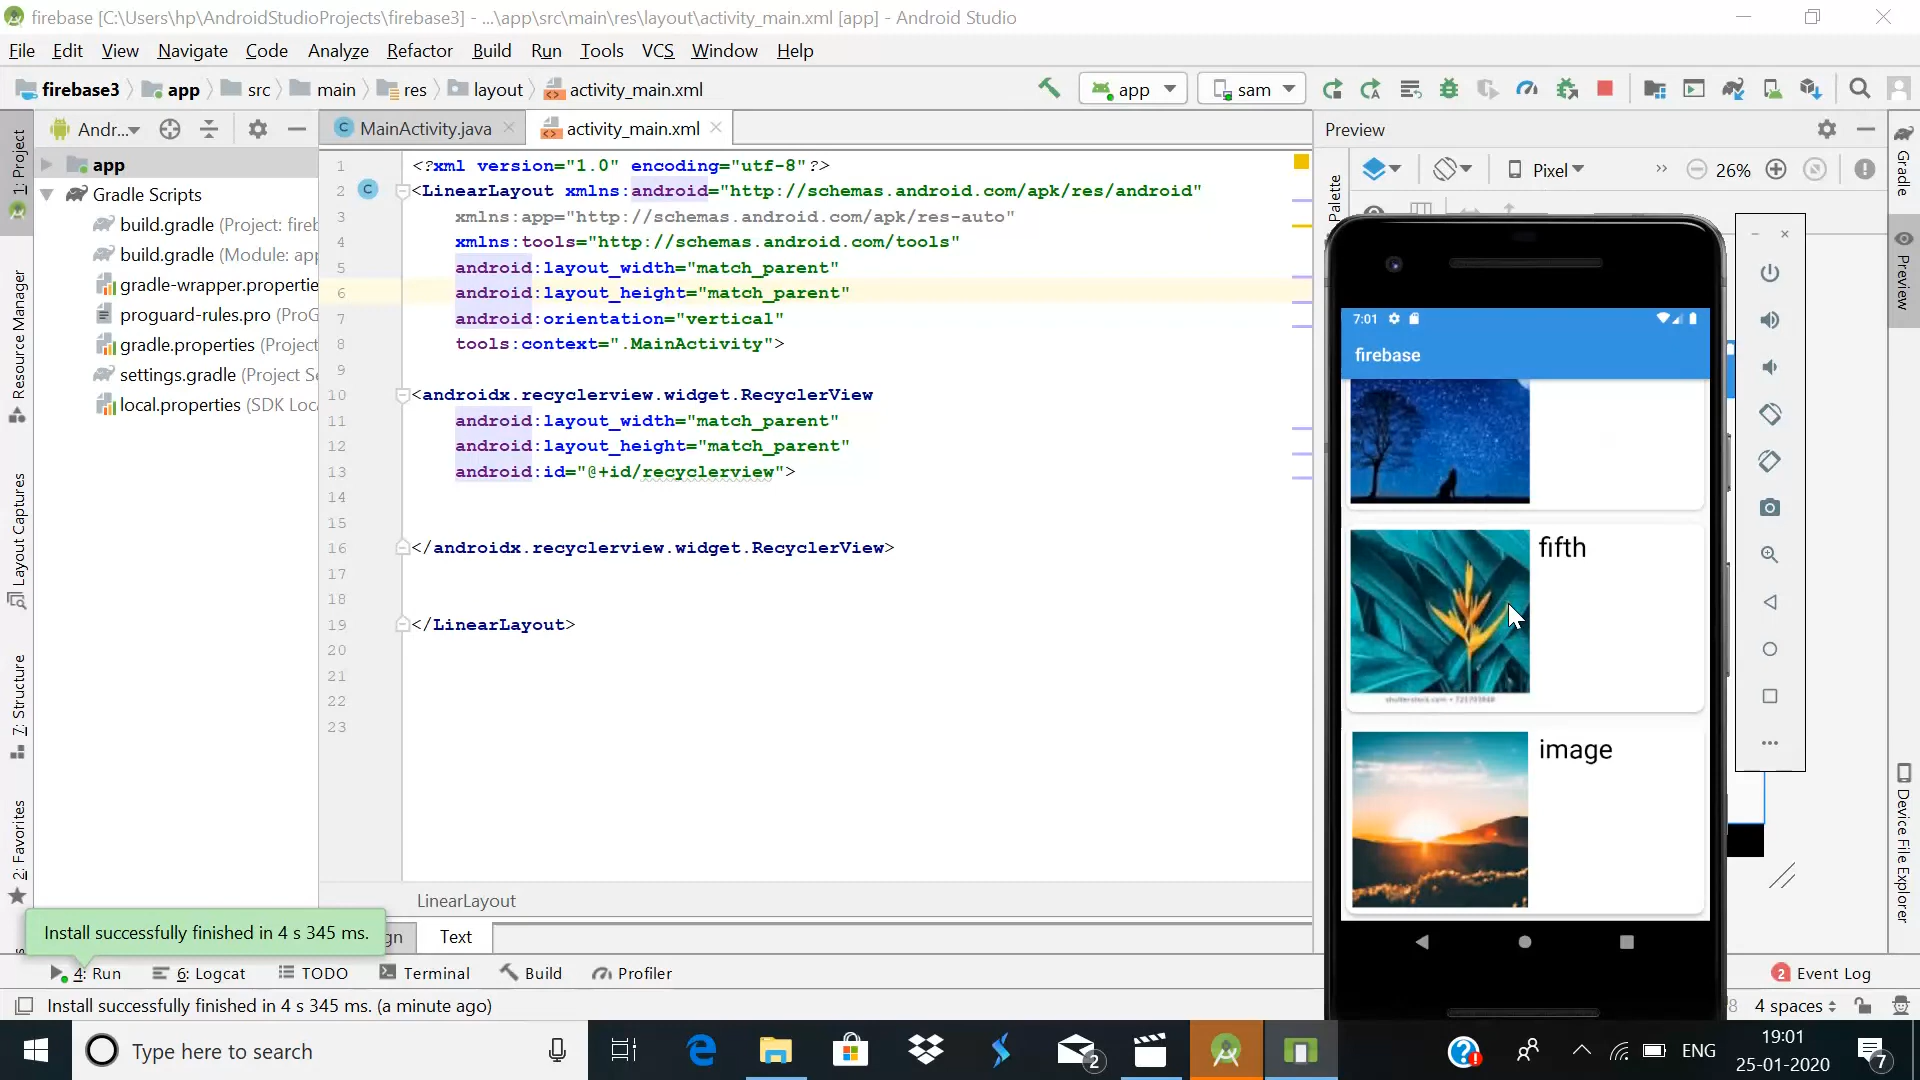 firebase [C:\Users\hp\AndroidStudioProjects\firebase3] - ...\app\src\main\res\layout\activity_main.xml [app] - Android Studio
File Edit View Navigate Code Analyze Refactor Build Run Tools VCS Window Help
firebase3 app src main res layout activity_main.xml app sam
Andr... MainActivity.java activity_main.xml Preview
1: Project
Resource Manager
Layout Captures
7: Structure
2: Favorites
app
Gradle Scripts
build.gradle (Project: fireb
build.gradle (Module: app
gradle-wrapper.propertie
proguard-rules.pro (ProG
gradle.properties (Project
settings.gradle (Project Se
local.properties (SDK Loca
1 <?xml version="1.0" encoding="utf-8"?>
2 <LinearLayout xmlns:android="http://schemas.android.com/apk/res/android"
3 xmlns:app="http://schemas.android.com/apk/res-auto"
4 xmlns:tools="http://schemas.android.com/tools"
5 android:layout_width="match_parent"
6 android:layout_height="match_parent"
7 android:orientation="vertical"
8 tools:context=".MainActivity">
9
10 <androidx.recyclerview.widget.RecyclerView
11 android:layout_width="match_parent"
12 android:layout_height="match_parent"
13 android:id="@+id/recyclerview">
14
15
16 </androidx.recyclerview.widget.RecyclerView>
17
18
19 </LinearLayout>
20
21
22
23
LinearLayout
Text
Palette
Pixel 26%
7:01
firebase
fifth
image
Gradle
Preview
Device File Explorer
Install successfully finished in 4 s 345 ms.
4: Run 6: Logcat TODO Terminal Build Profiler 2 Event Log
Install successfully finished in 4 s 345 ms. (a minute ago) 4 spaces
Type here to search 2 ENG 19:01 7
25-01-2020